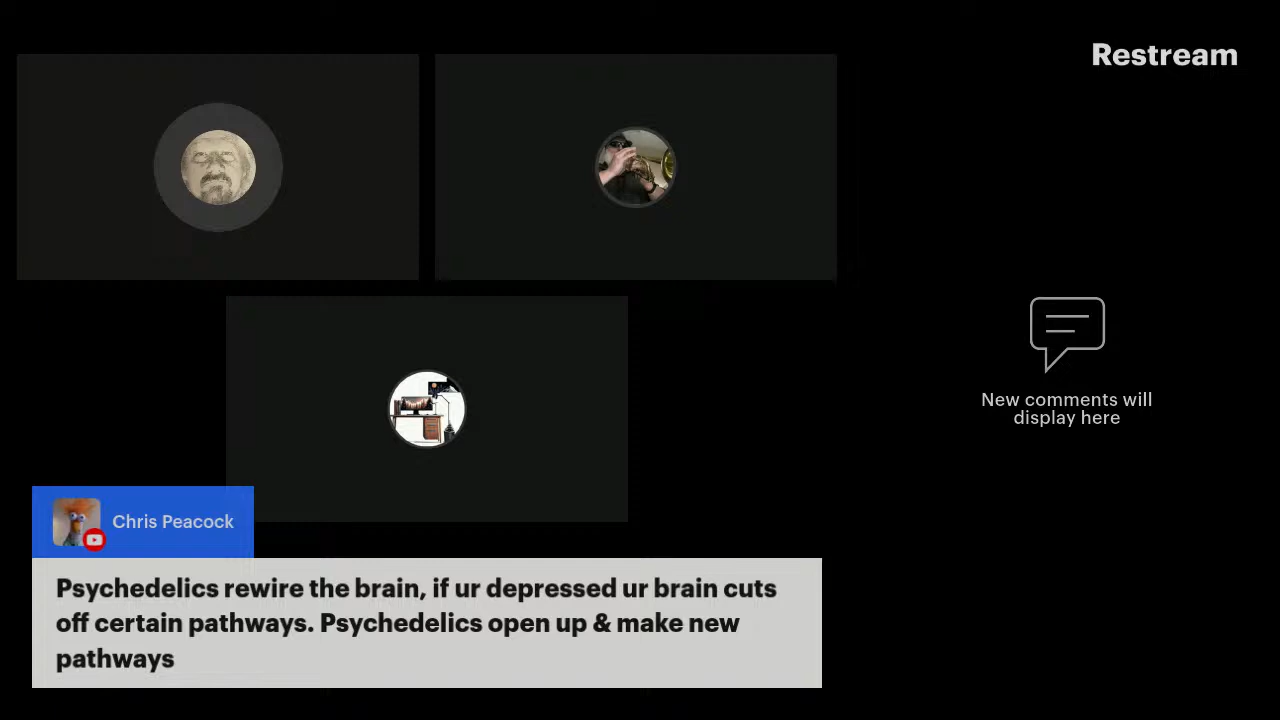 Restream
New comments will
display here
Chris Peacock
Psychedelics rewire the brain, if ur depressed ur brain cuts
off certain pathways. Psychedelics open up & make new
pathways